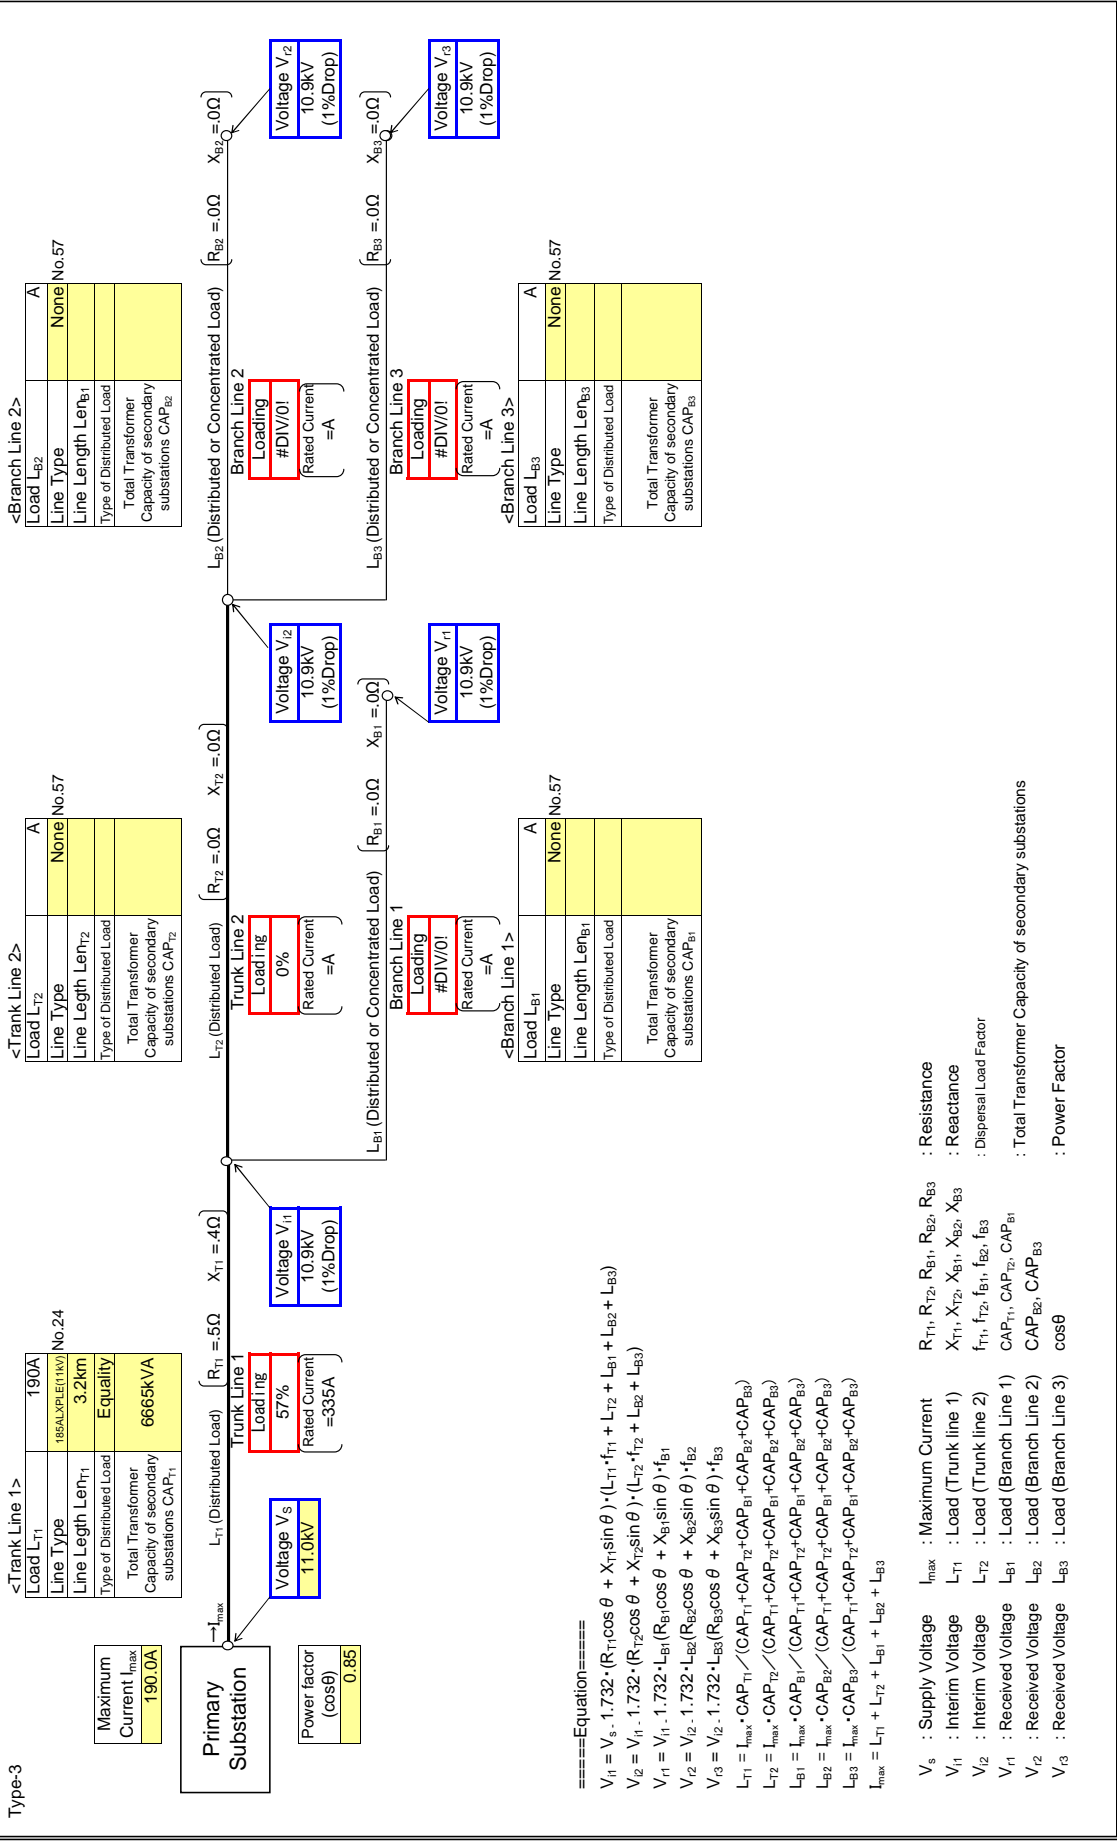 Type-3
Maximum
Current Imax
190.0A
Primary
Substation
Power factor
(cosθ)
0.85
→Imax
Voltage VS
11.0kV
<Trank Line 1>
Load LT1 190A
Line Type 185ALXPLE(11kV) No.24
Line Length LenT1 3.2km
Type of Distributed Load Equality
Total Transformer
Capacity of secondary
substations CAPT1
6665kVA
LT1 (Distributed Load) RT1 =.5Ω XT1 =.4Ω
Trunk Line 1
Loading
57%
Rated Current
=335A
Voltage Vi1
10.9kV
(1%Drop)
<Trank Line 2>
Load LT2 A
Line Type None No.57
Line Legth LenT2
Type of Distributed Load
Total Transformer
Capacity of secondary
substations CAPT2
LT2 (Distributed Load) RT2 =.0Ω XT2 =.0Ω
Trunk Line 2
Loading
0%
Rated Current
=A
Voltage Vi2
10.9kV
(1%Drop)
LB1 (Distributed or Concentrated Load) RB1 =.0Ω XB1 =.0Ω
Branch Line 1
Loading
#DIV/0!
Rated Current
=A
Voltage Vr1
10.9kV
(1%Drop)
<Branch Line 1>
Load LB1 A
Line Type None No.57
Line Length LenB1
Type of Distributed Load
Total Transformer
Capacity of secondary
substations CAPB1
<Branch Line 2>
Load LB2 A
Line Type None No.57
Line Length LenB1
Type of Distributed Load
Total Transformer
Capacity of secondary
substations CAPB2
LB2 (Distributed or Concentrated Load) RB2 =.0Ω XB2 =.0Ω
Branch Line 2
Loading
#DIV/0!
Rated Current
=A
Voltage Vr2
10.9kV
(1%Drop)
LB3 (Distributed or Concentrated Load) RB3 =.0Ω XB3 =.0Ω
Branch Line 3
Loading
#DIV/0!
Rated Current
=A
Voltage Vr3
10.9kV
(1%Drop)
<Branch Line 3>
Load LB3 A
Line Type None No.57
Line Length LenB3
Type of Distributed Load
Total Transformer
Capacity of secondary
substations CAPB3
=====Equation=====
Vi1 = VS - 1.732・(RT1cosθ + XT1sinθ)・(LT1・fT1 + LT2 + LB1 + LB2 + LB3)
Vi2 = Vi1 - 1.732・(RT2cosθ + XT2sinθ)・(LT2・fT2 + LB2 + LB3)
Vr1 = Vi1 - 1.732・LB1(RB1cosθ + XB1sinθ)・fB1
Vr2 = Vi2 - 1.732・LB2(RB2cosθ + XB2sinθ)・fB2
Vr3 = Vi2 - 1.732・LB3(RB3cosθ + XB3sinθ)・fB3
LT1 = Imax・CAPT1／(CAPT1+CAPT2+CAPB1+CAPB2+CAPB3)
LT2 = Imax・CAPT2／(CAPT1+CAPT2+CAPB1+CAPB2+CAPB3)
LB1 = Imax・CAPB1／(CAPT1+CAPT2+CAPB1+CAPB2+CAPB3)
LB2 = Imax・CAPB2／(CAPT1+CAPT2+CAPB1+CAPB2+CAPB3)
LB3 = Imax・CAPB3／(CAPT1+CAPT2+CAPB1+CAPB2+CAPB3)
Imax = LT1 + LT2 + LB1 + LB2 + LB3
Vs : Supply Voltage Imax : Maximum Current RT1, RT2, RB1, RB2, RB3 : Resistance
Vi1 : Interim Voltage LT1 : Load (Trunk line 1) XT1, XT2, XB1, XB2, XB3 : Reactance
Vi2 : Interim Voltage LT2 : Load (Trunk line 2) fT1, fT2, fB1, fB2, fB3 : Dispersal Load Factor
Vr1 : Received Voltage LB1 : Load (Branch Line 1) CAPT1, CAPT2, CAPB1 : Total Transformer Capacity of secondary substations
Vr2 : Received Voltage LB2 : Load (Branch Line 2) CAPB2, CAPB3
Vr3 : Received Voltage LB3 : Load (Branch Line 3) cosθ : Power Factor